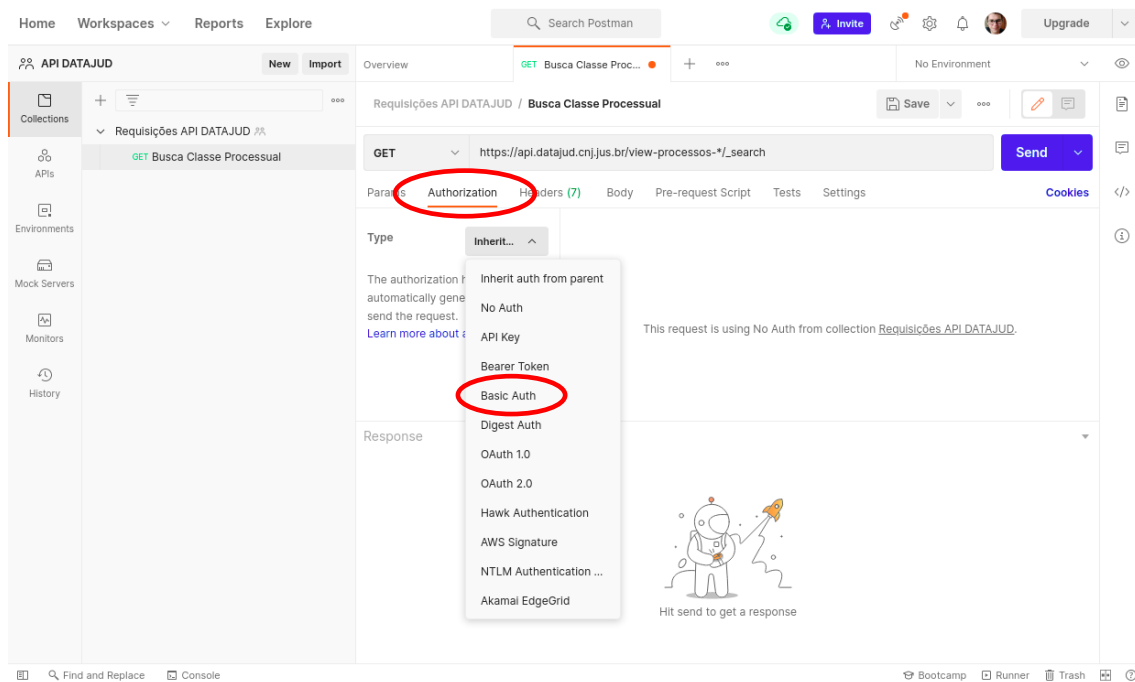 Home Workspaces Reports Explore Search Postman Invite Upgrade
API DATAJUD New Import Overview GET Busca Classe Proc... No Environment
Collections
Requisições API DATAJUD / Busca Classe Processual Save
Requisições API DATAJUD
GET Busca Classe Processual
GET https://api.datajud.cnj.jus.br/view-processos-*/_search Send
APIs
Params Authorization Headers (7) Body Pre-request Script Tests Settings Cookies
Environments
Type Inherit...
Mock Servers
The authorization h
automatically gene
send the request.
Learn more about a
Inherit auth from parent
No Auth
API Key
Bearer Token
Basic Auth
Digest Auth
OAuth 1.0
OAuth 2.0
Hawk Authentication
AWS Signature
NTLM Authentication ...
Akamai EdgeGrid
This request is using No Auth from collection Requisições API DATAJUD.
Monitors
History
Response
Hit send to get a response
Find and Replace Console Bootcamp Runner Trash